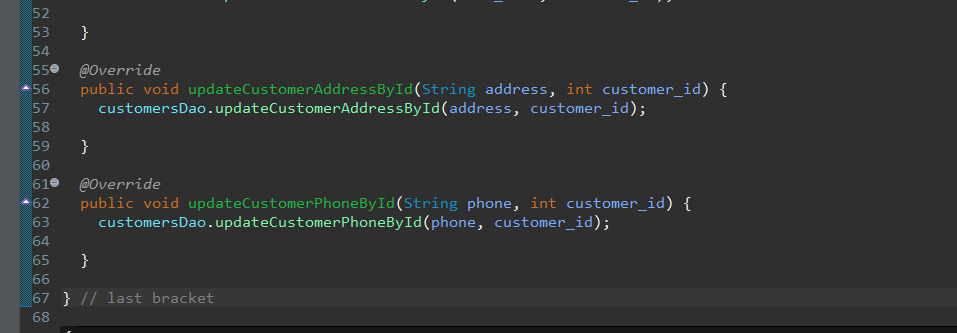 52
53 }
54
55 @Override
56 public void updateCustomerAddressById(String address, int customer_id) {
57 customersDao.updateCustomerAddressById(address, customer_id);
58
59 }
60
61 @Override
62 public void updateCustomerPhoneById(String phone, int customer_id) {
63 customersDao.updateCustomerPhoneById(phone, customer_id);
64
65 }
66
67 } // last bracket
68